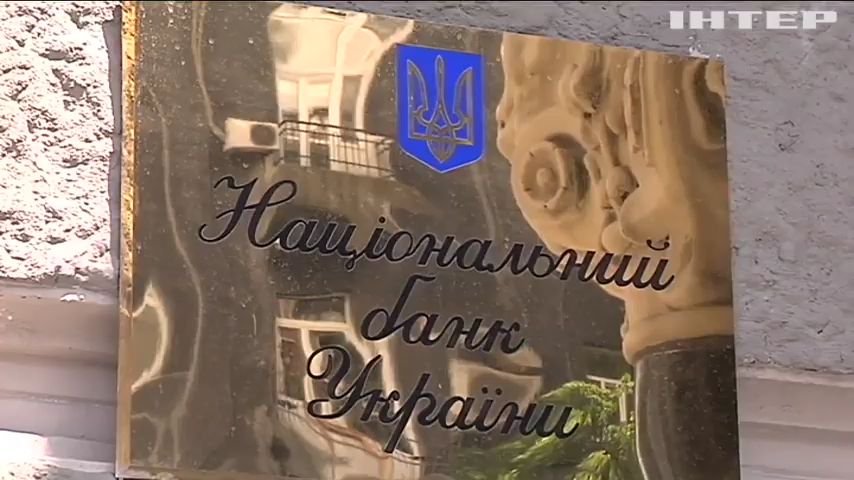 ІНТЕР
Національний
банк
України